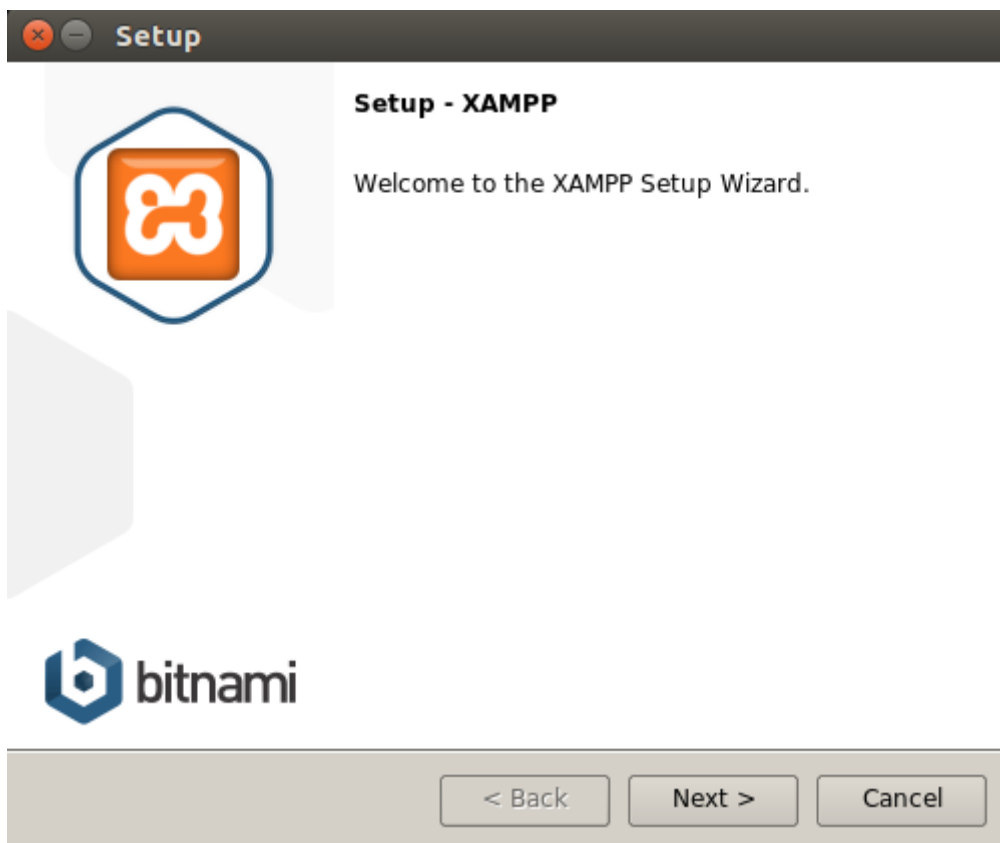 Setup
Setup - XAMPP
Welcome to the XAMPP Setup Wizard.
bitnami
< Back
Next >
Cancel